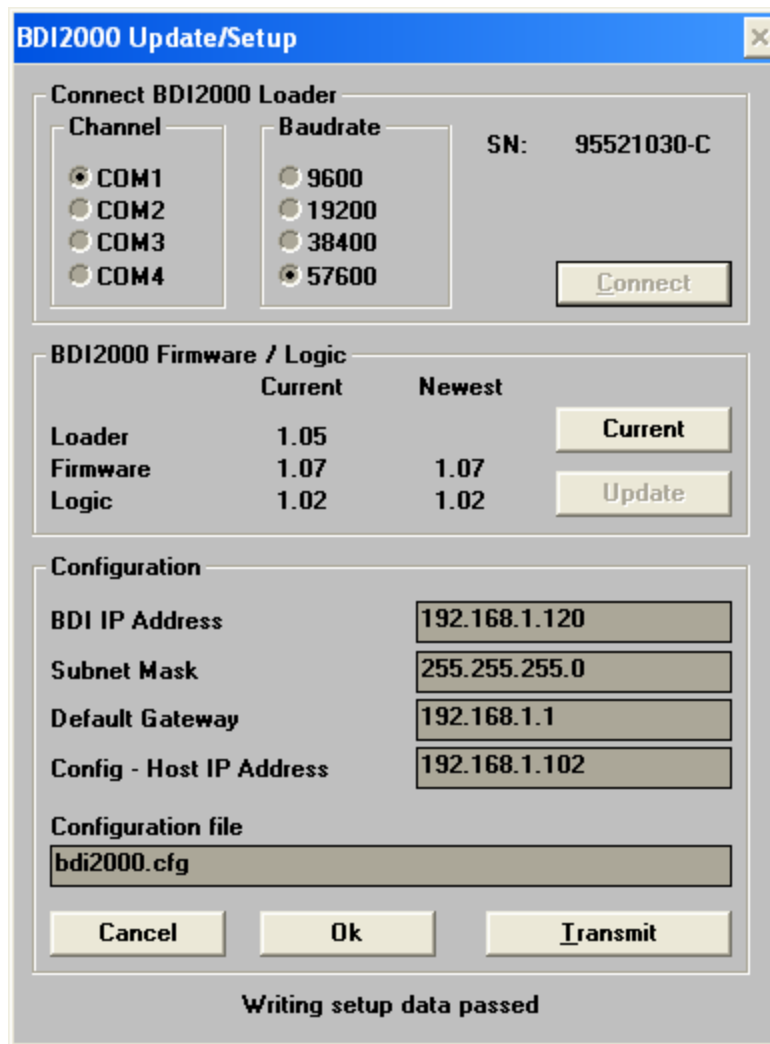 BDI2000 Update/Setup
Connect BDI2000 Loader
Channel Baudrate
SN: 95521030-C
COM1 9600
COM2 19200
COM3 38400
COM4 57600
Connect
BDI2000 Firmware / Logic
Current Newest
Loader 1.05 Current
Firmware 1.07 1.07
Logic 1.02 1.02 Update
Configuration
BDI IP Address 192.168.1.120
Subnet Mask 255.255.255.0
Default Gateway 192.168.1.1
Config - Host IP Address 192.168.1.102
Configuration file
bdi2000.cfg
Cancel Ok Transmit
Writing setup data passed